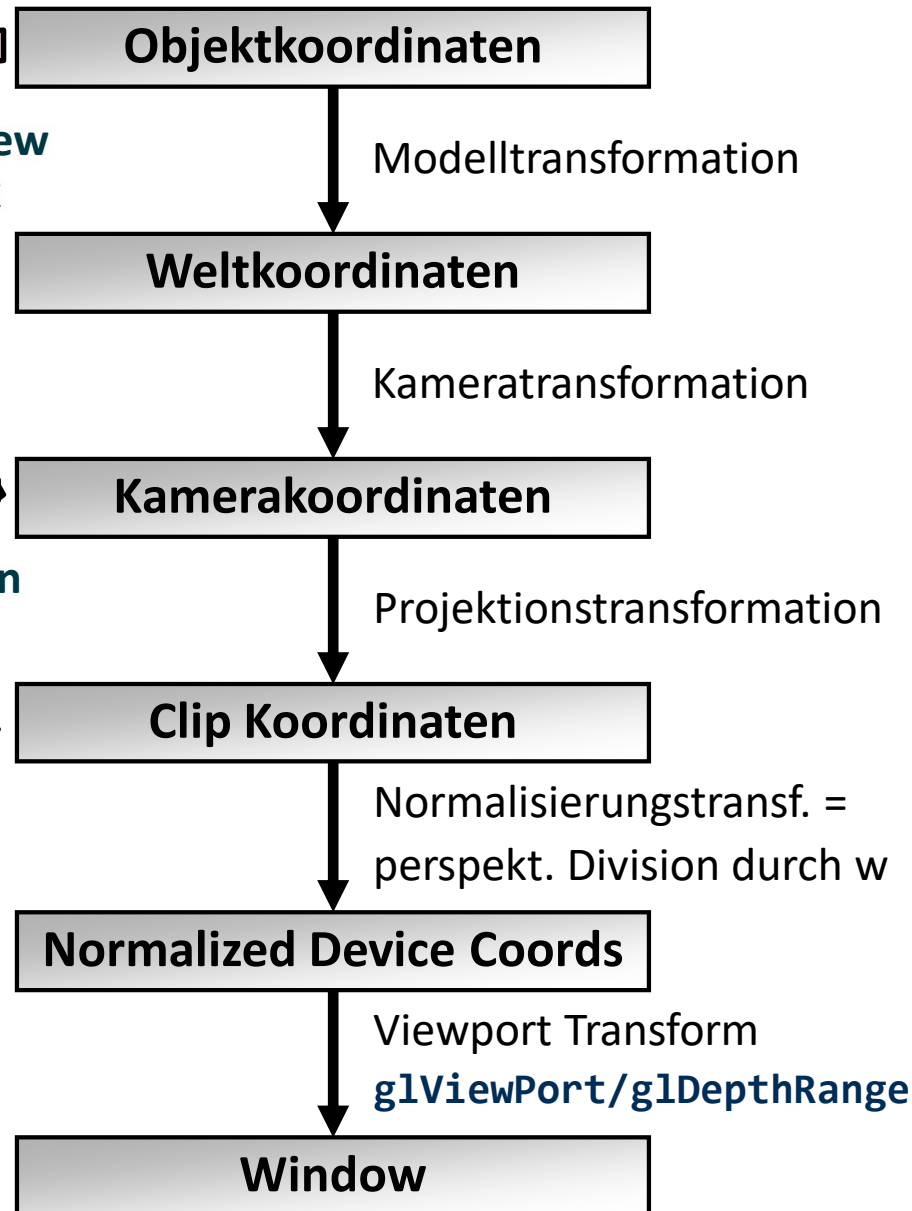 Objektkoordinaten
ew
Modelltransformation
Weltkoordinaten
Kameratransformation
Kamerakoordinaten
n
Projektionstransformation
Clip Koordinaten
Normalisierungstransf. =
perspekt. Division durch w
Normalized Device Coords
Viewport Transform
glViewPort/glDepthRange
Window